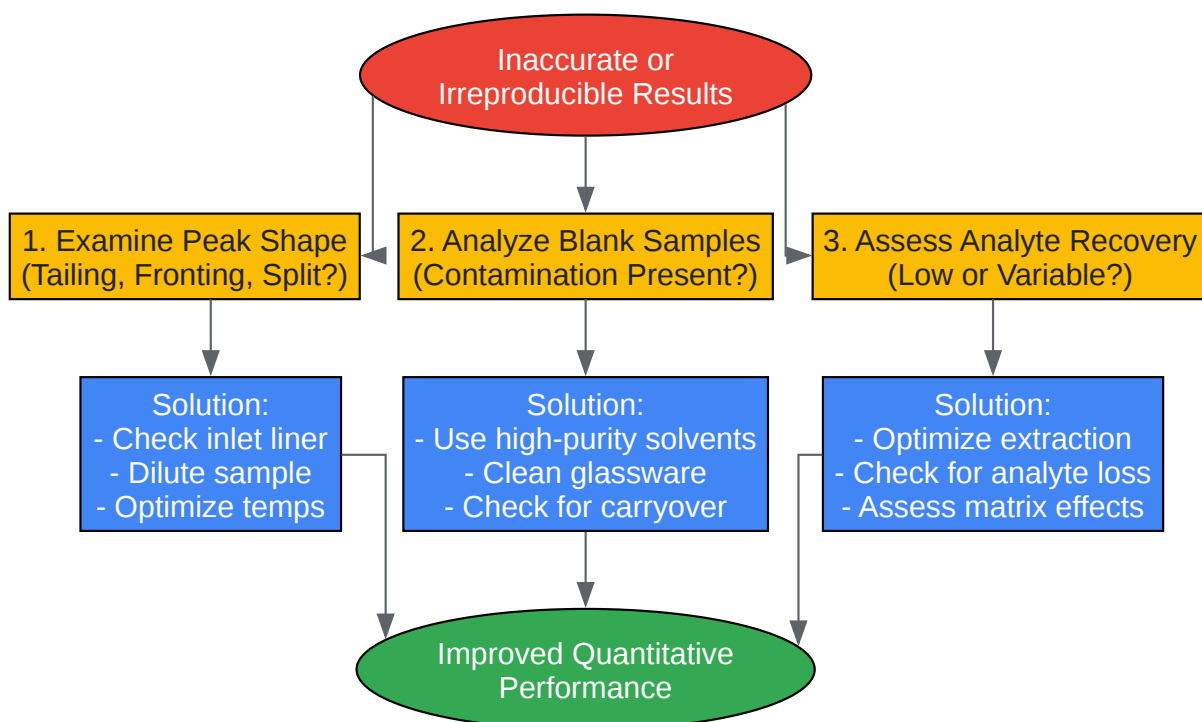 Inaccurate or
Irreproducible Results
1. Examine Peak Shape
(Tailing, Fronting, Split?)
2. Analyze Blank Samples
(Contamination Present?)
3. Assess Analyte Recovery
(Low or Variable?)
Solution:
- Check inlet liner
- Dilute sample
- Optimize temps
Solution:
- Use high-purity solvents
- Clean glassware
- Check for carryover
Solution:
- Optimize extraction
- Check for analyte loss
- Assess matrix effects
Improved Quantitative
Performance